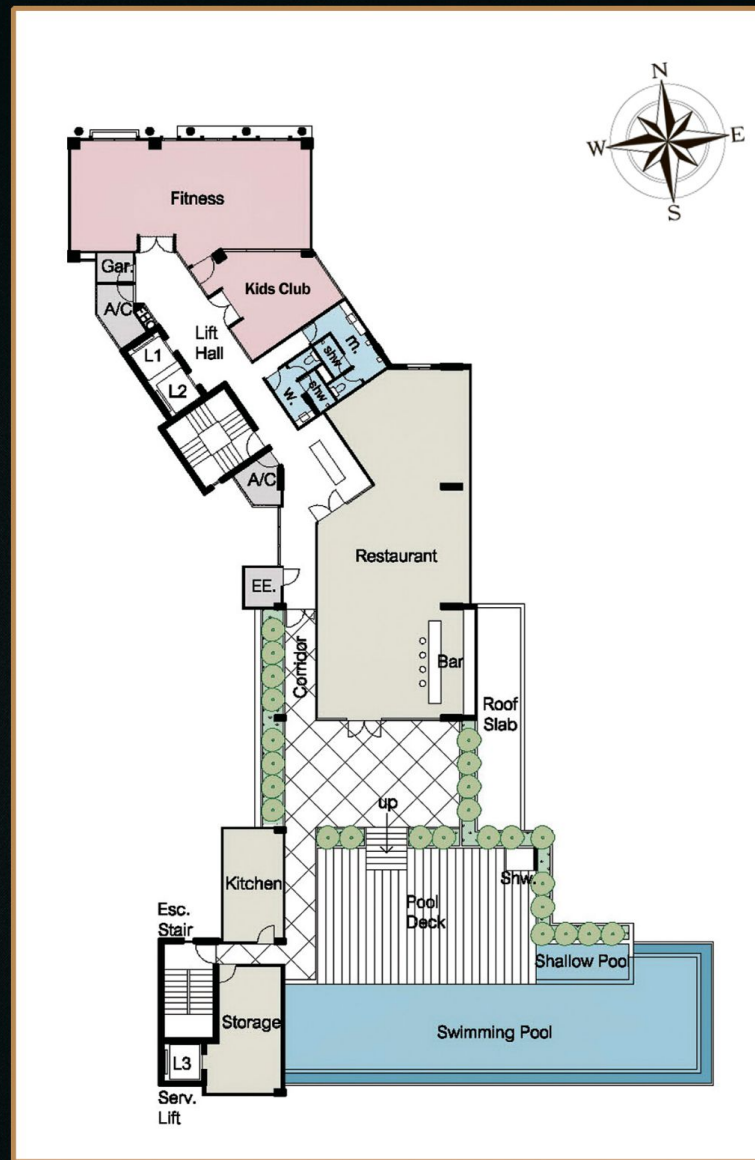 N
W
E
S
Fitness
Gar.
Kids Club
A/C
EHC
Lift
Hall
L1
L2
m.
shw
w.
shw
A/C
Restaurant
EE.
Corridor
Bar
Roof
Slab
up
Kitchen
Shw.
Pool
Deck
Esc.
Stair
Shallow Pool
Storage
Swimming Pool
L3
Serv.
Lift